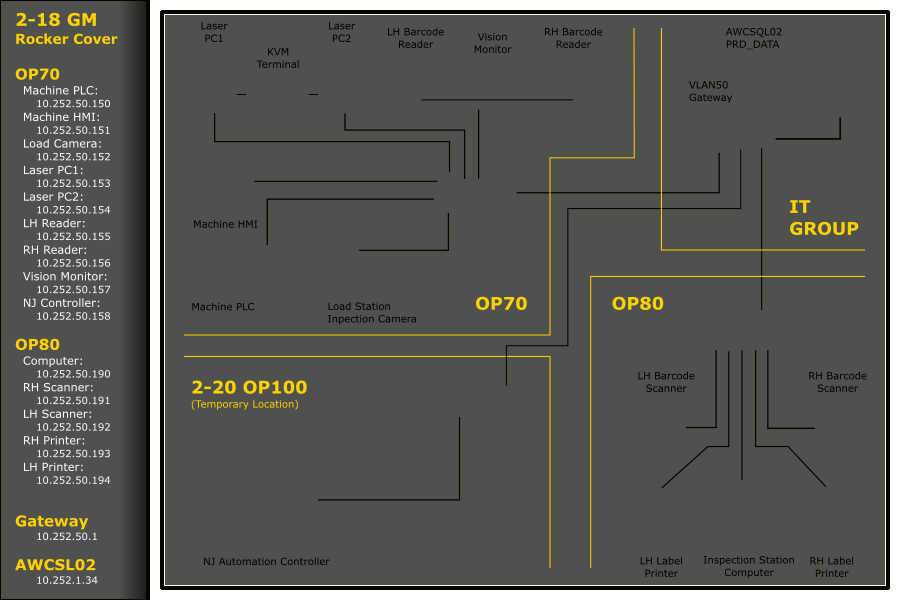 2-18 GM
Rocker Cover
OP70
Machine PLC:
10.252.50.150
Machine HMI:
10.252.50.151
Load Camera:
10.252.50.152
Laser PC1:
10.252.50.153
Laser PC2:
10.252.50.154
LH Reader:
10.252.50.155
RH Reader:
10.252.50.156
Vision Monitor:
10.252.50.157
NJ Controller:
10.252.50.158
OP80
Computer:
10.252.50.190
RH Scanner:
10.252.50.191
LH Scanner:
10.252.50.192
RH Printer:
10.252.50.193
LH Printer:
10.252.50.194
Gateway
10.252.50.1
AWCSL02
10.252.1.34
Laser
PC1
KVM
Terminal
Laser
PC2
LH Barcode
Reader
Vision
Monitor
RH Barcode
Reader
AWCSQL02
PRD_DATA
VLAN50
Gateway
IT
GROUP
Machine HMI
Machine PLC
Load Station
Inpection Camera
OP70
OP80
2-20 OP100
(Temporary Location)
LH Barcode
Scanner
RH Barcode
Scanner
NJ Automation Controller
LH Label
Printer
Inspection Station
Computer
RH Label
Printer